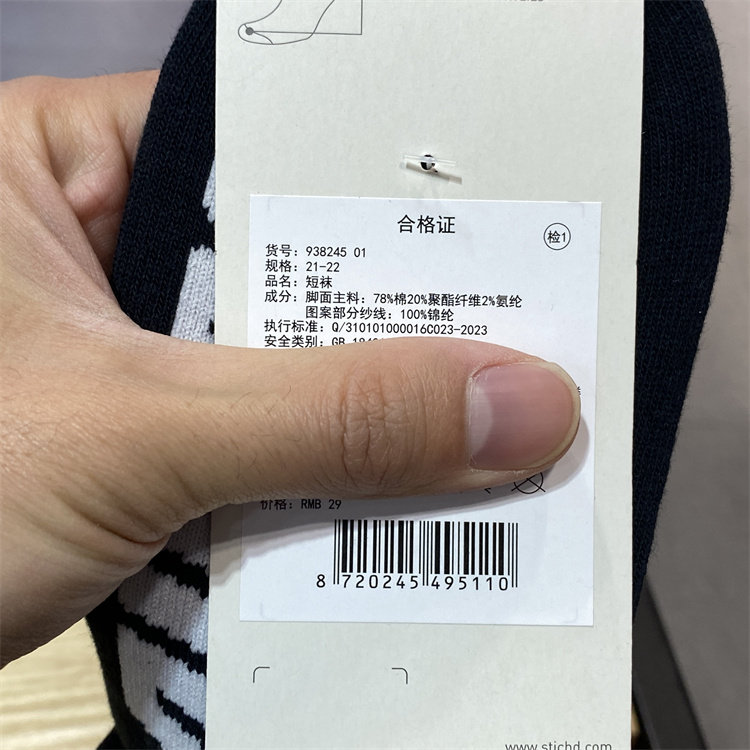 合格证
检1
货号：938245 01
规格：21-22
品名：短袜
成分：脚面主料：78%棉20%聚酯纤维2%氨纶
图案部分纱线：100%锦纶
执行标准：Q/310101000016C023-2023
安全类别：GB
价格：RMB 29
8 720245 495110
www.stichd.com